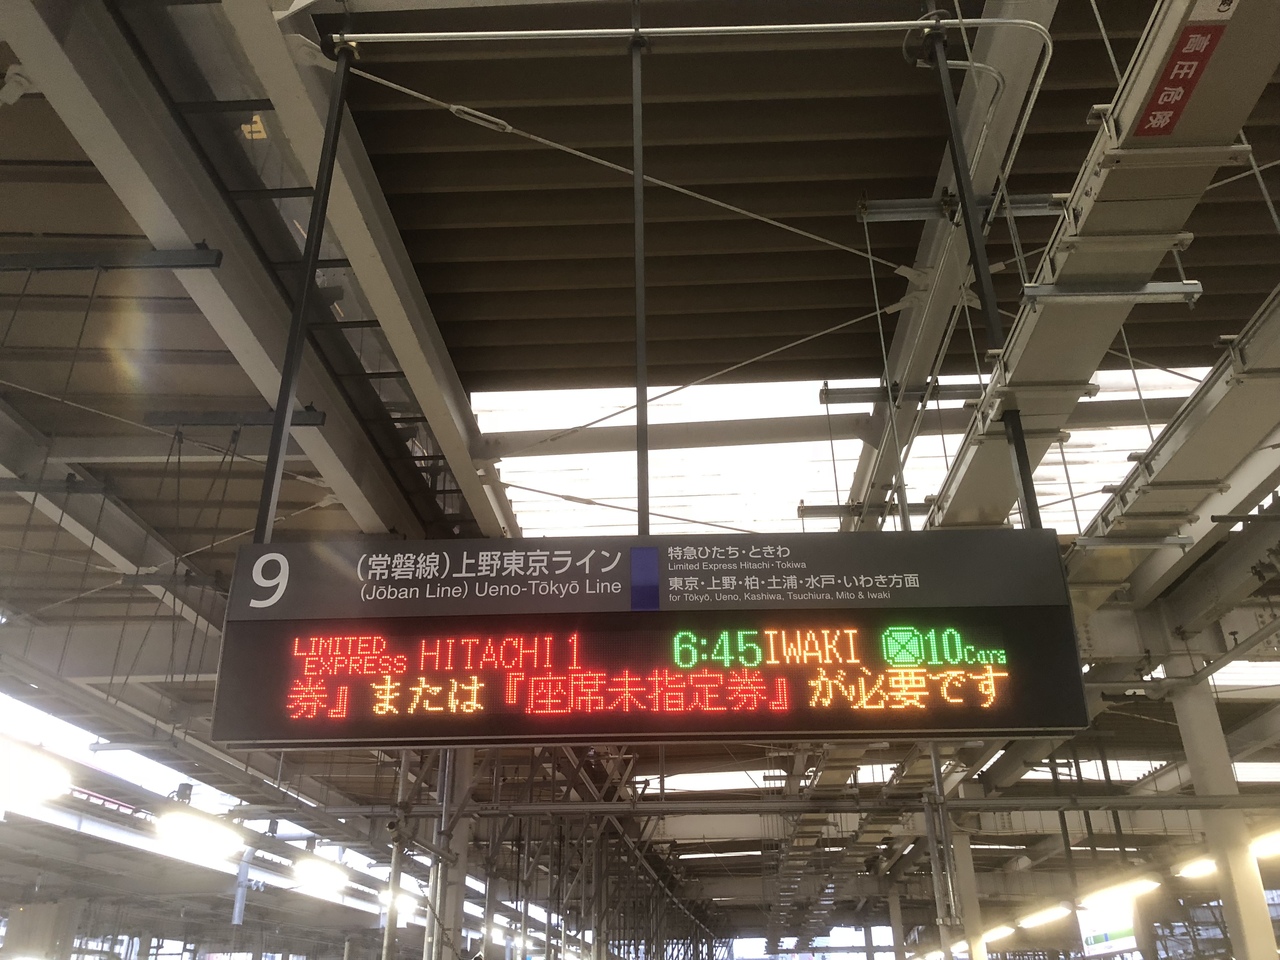 高圧危険
9
(常磐線)上野東京ライン
(Jōban Line) Ueno-Tōkyō Line
特急ひたち・ときわ
Limited Express Hitachi・Tokiwa
東京・上野・柏・土浦・水戸・いわき方面
for Tōkyō, Ueno, Kashiwa, Tsuchiura, Mito & Iwaki
LIMITED EXPRESS HITACHI 1 6:45 IWAKI 10Cars
券』または『座席未指定券』が必要です